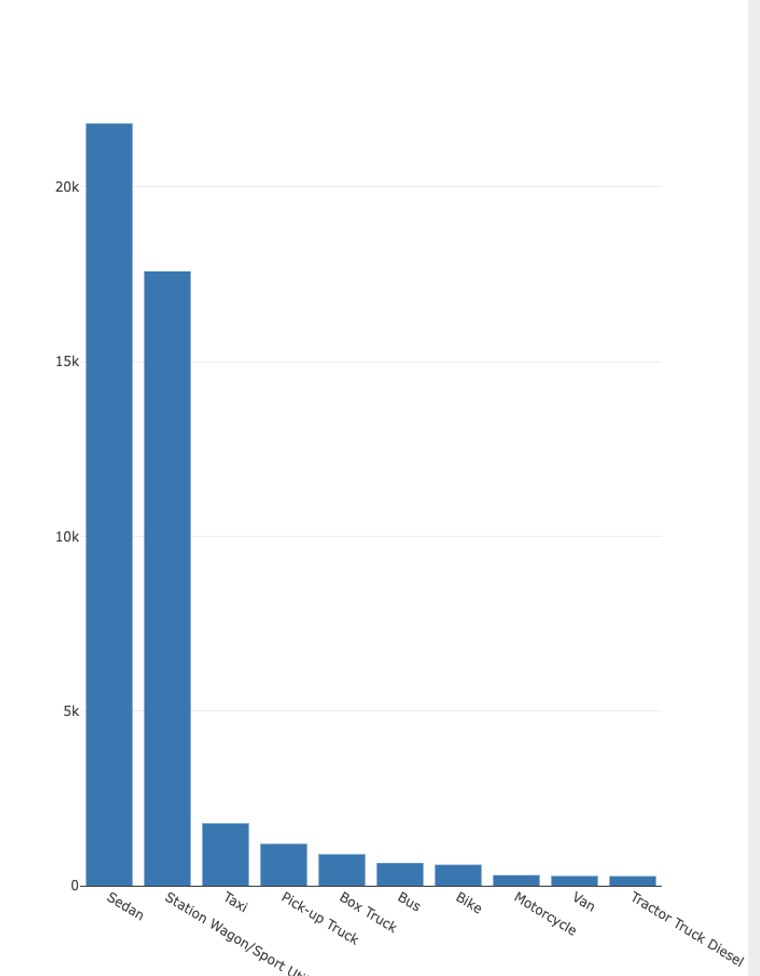 20k
15k
10k
5k
0
Sedan
Station Wagon/Sport
Taxi
Pick-up Truck
Box Truck
Bus
Bike
Motorcycle
Van
Tractor Truck Diesel